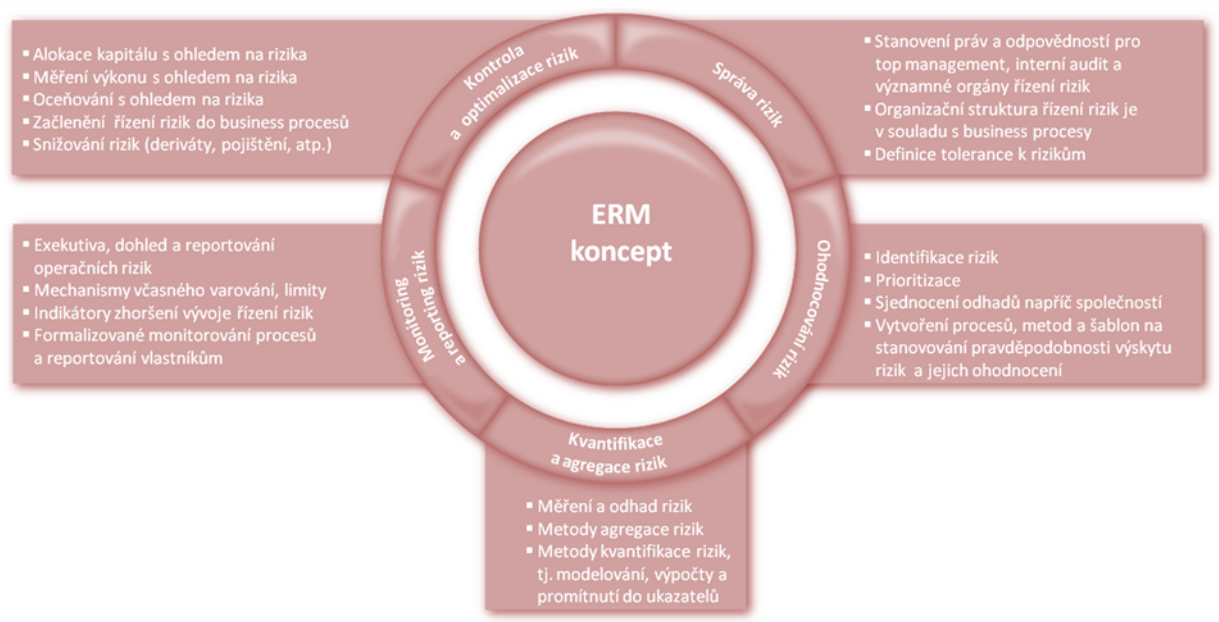 ERM
koncept
Správa rizik
▪ Stanovení práv a odpovědností pro
top management, interní audit a
významné orgány řízení rizik
▪ Organizační struktura řízení rizik je
v souladu s business procesy
▪ Definice tolerance k rizikům
Ohodnocování rizik
▪ Identifikace rizik
▪ Prioritizace
▪ Sjednocení odhadů napříč společností
▪ Vytvoření procesů, metod a šablon na
stanovování pravděpodobnosti výskytu
rizik a jejich ohodnocení
Kvantifikace
a agregace rizik
▪ Měření a odhad rizik
▪ Metody agregace rizik
▪ Metody kvantifikace rizik,
tj. modelování, výpočty a
promítnutí do ukazatelů
Monitoring
a reporting rizik
▪ Exekutiva, dohled a reportování
operačních rizik
▪ Mechanismy včasného varování, limity
▪ Indikátory zhoršení vývoje řízení rizik
▪ Formalizované monitorování procesů
a reportování vlastníkům
Kontrola
a optimalizace rizik
▪ Alokace kapitálu s ohledem na rizika
▪ Měření výkonu s ohledem na rizika
▪ Oceňování s ohledem na rizika
▪ Začlenění řízení rizik do business procesů
▪ Snižování rizik (deriváty, pojištění, atp.)